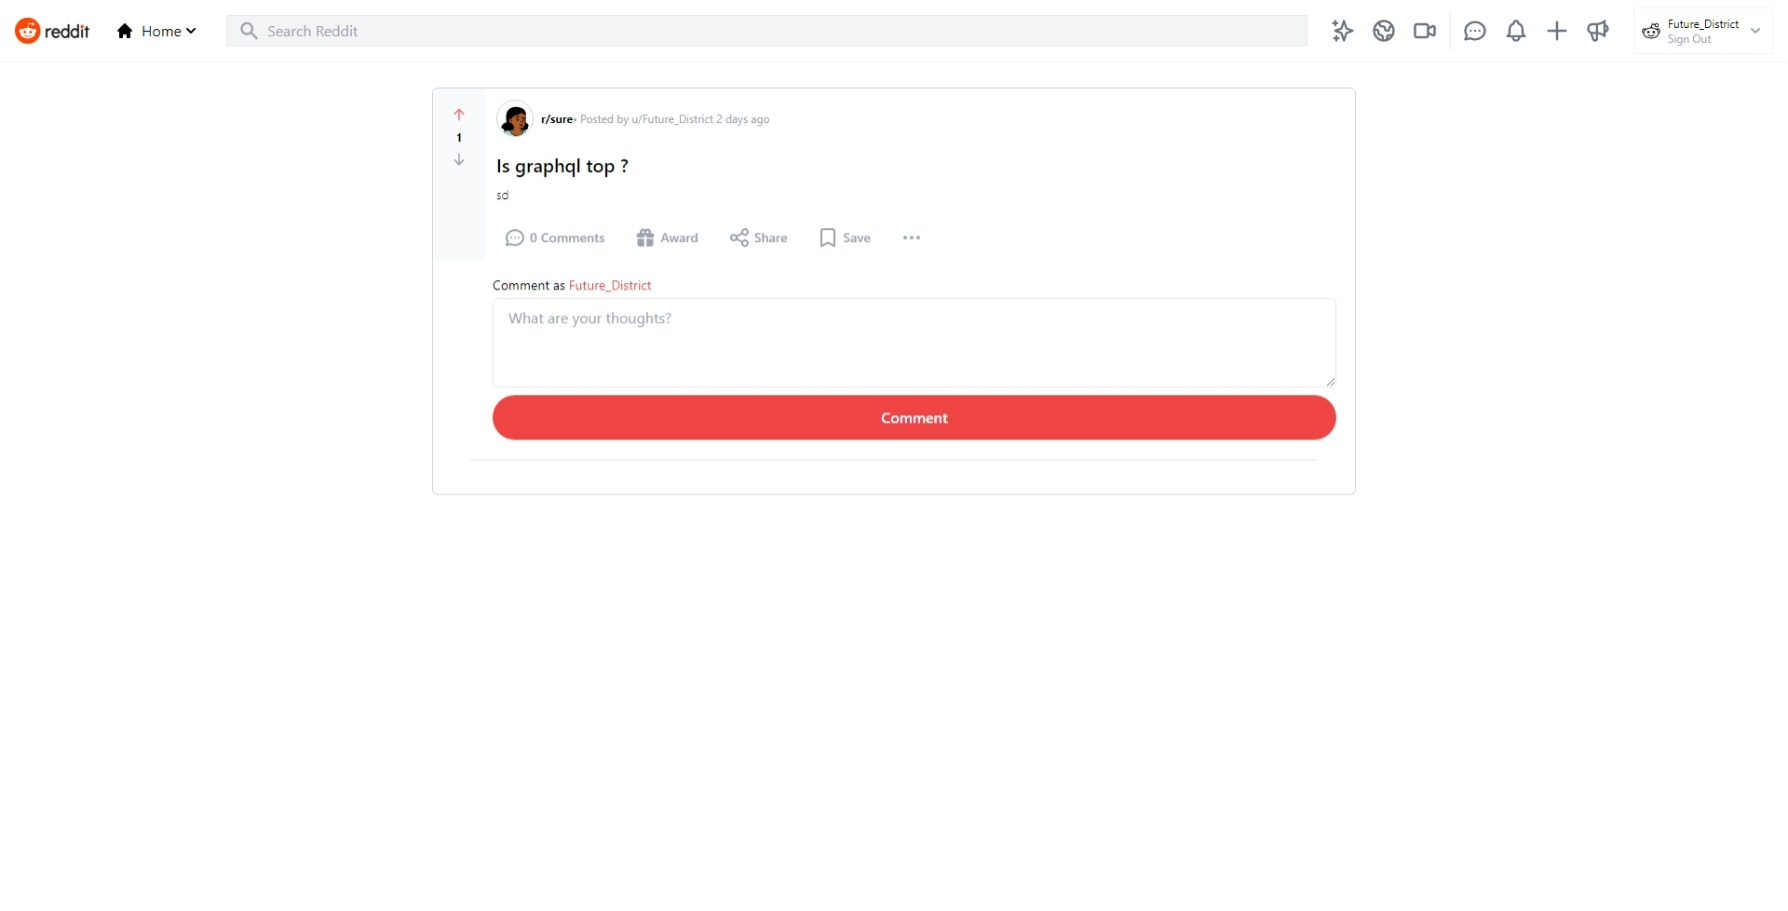 reddit Home Search Reddit Future_District
Sign Out
1
r/sure• Posted by u/Future_District 2 days ago
Is graphql top ?
sd
0 Comments Award Share Save
Comment as Future_District
What are your thoughts?
Comment